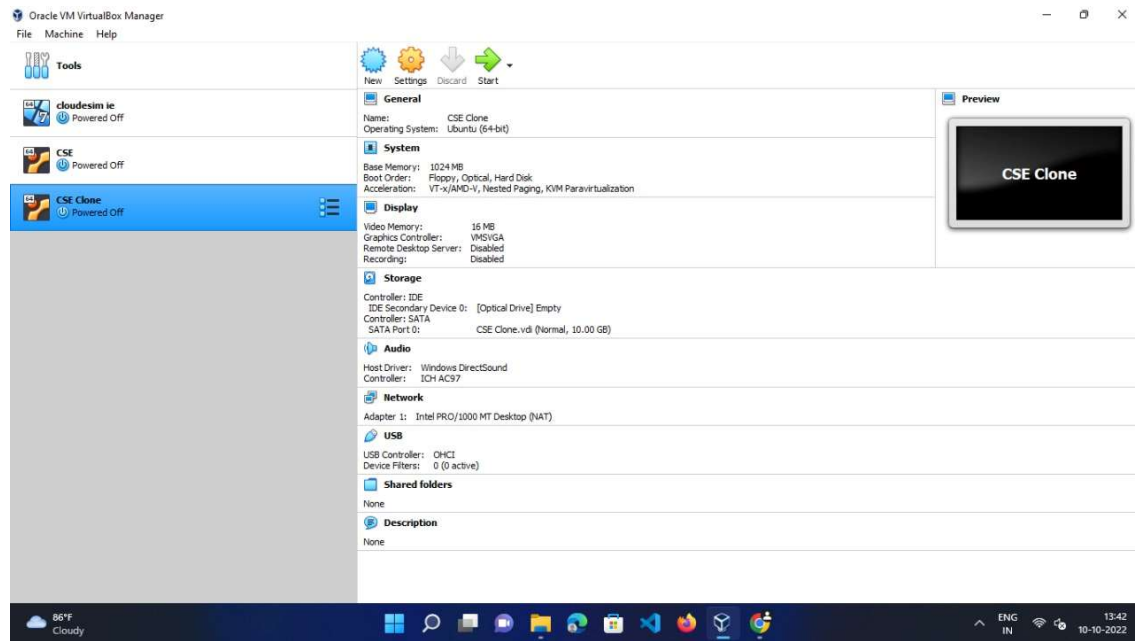 Oracle VM VirtualBox Manager
File Machine Help
Tools
New Settings Discard Start
cloudesim ie
Powered Off
CSE
Powered Off
CSE Clone
Powered Off
General
Name: CSE Clone
Operating System: Ubuntu (64-bit)
System
Base Memory: 1024 MB
Boot Order: Floppy, Optical, Hard Disk
Acceleration: VT-x/AMD-V, Nested Paging, KVM Paravirtualization
Display
Video Memory: 16 MB
Graphics Controller: VMSVGA
Remote Desktop Server: Disabled
Recording: Disabled
Storage
Controller: IDE
IDE Secondary Device 0: [Optical Drive] Empty
Controller: SATA
SATA Port 0: CSE Clone.vdi (Normal, 10.00 GB)
Audio
Host Driver: Windows DirectSound
Controller: ICH AC97
Network
Adapter 1: Intel PRO/1000 MT Desktop (NAT)
USB
USB Controller: OHCI
Device Filters: 0 (0 active)
Shared folders
None
Description
None
Preview
CSE Clone
86°F
Cloudy
ENG
IN
13:42
10-10-2022